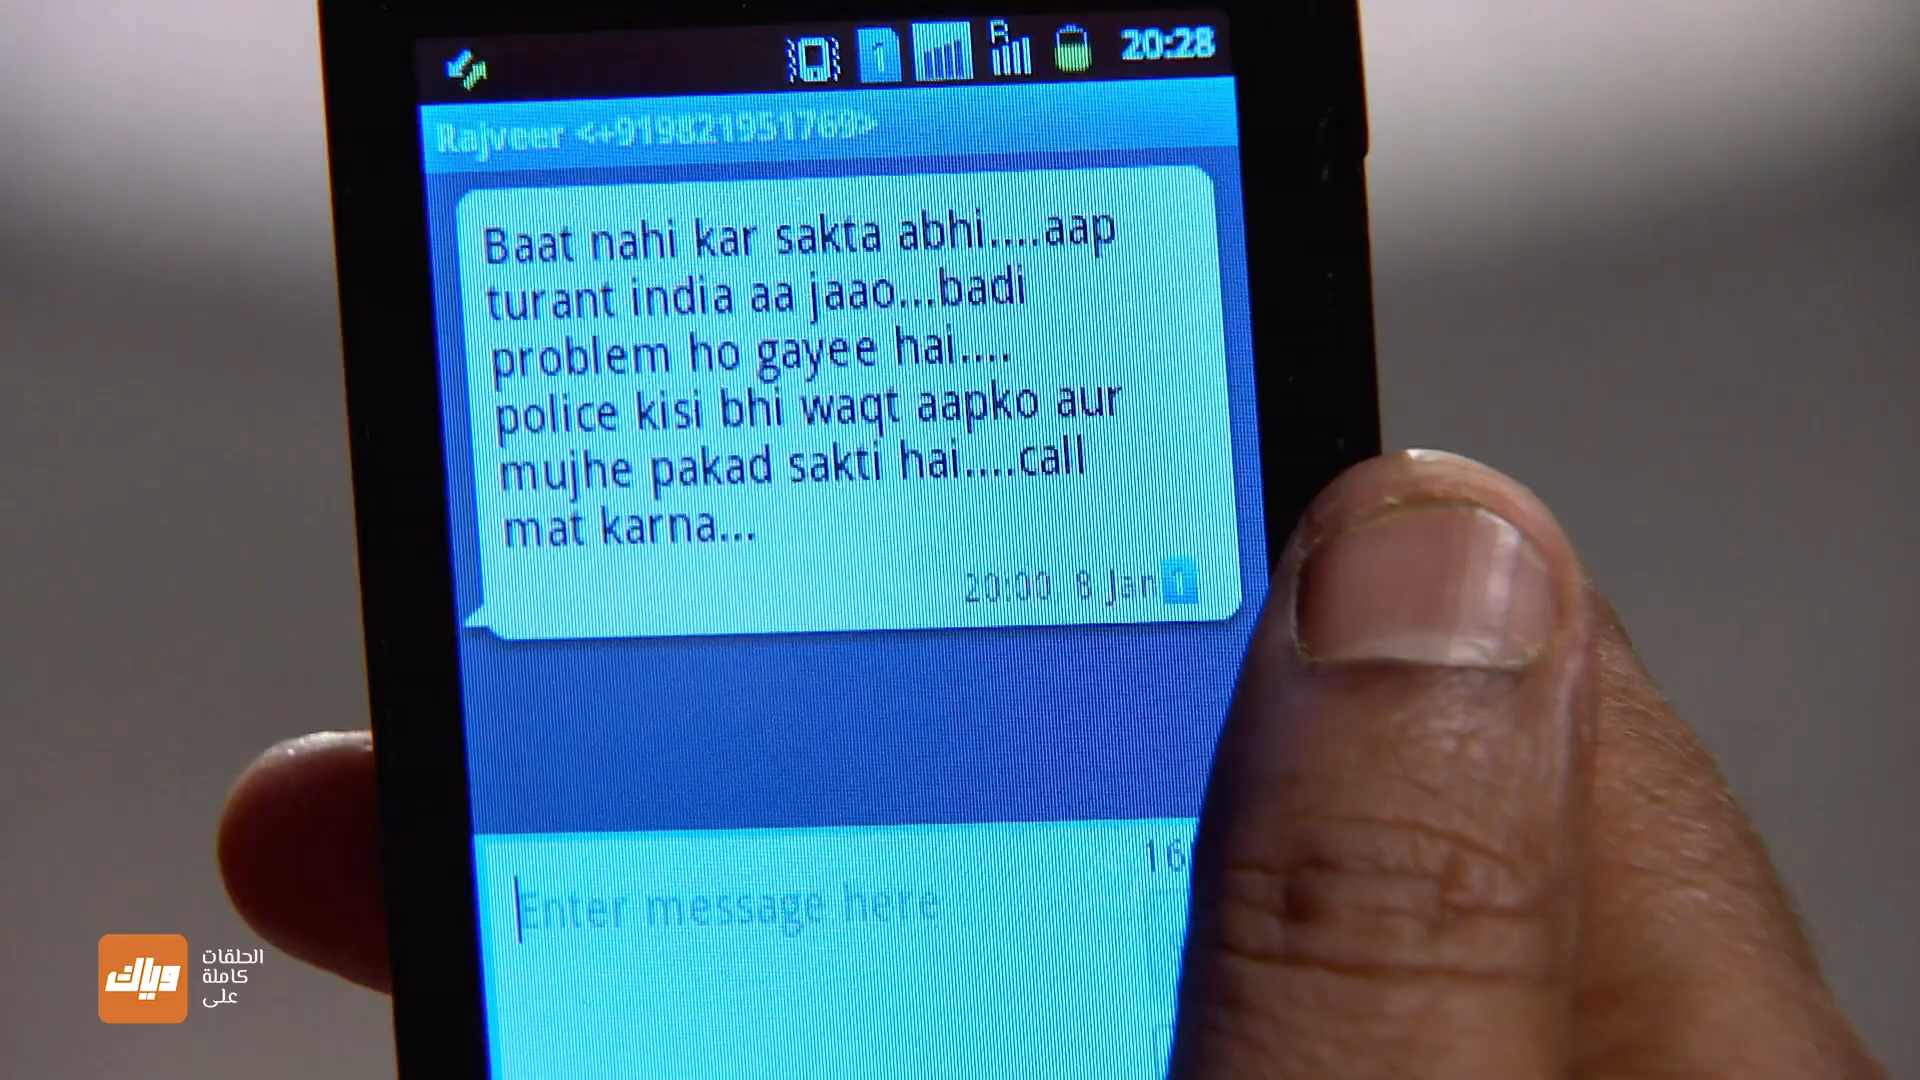 20:28
Rajveer <+919821951769>
Baat nahi kar sakta abhi....aap
turant india aa jaao...badi
problem ho gayee hai....
police kisi bhi waqt aapko aur
mujhe pakad sakti hai....call
mat karna...
20:00 8 Jan 1
Enter message here
وياك
الحلقات
كاملة
على